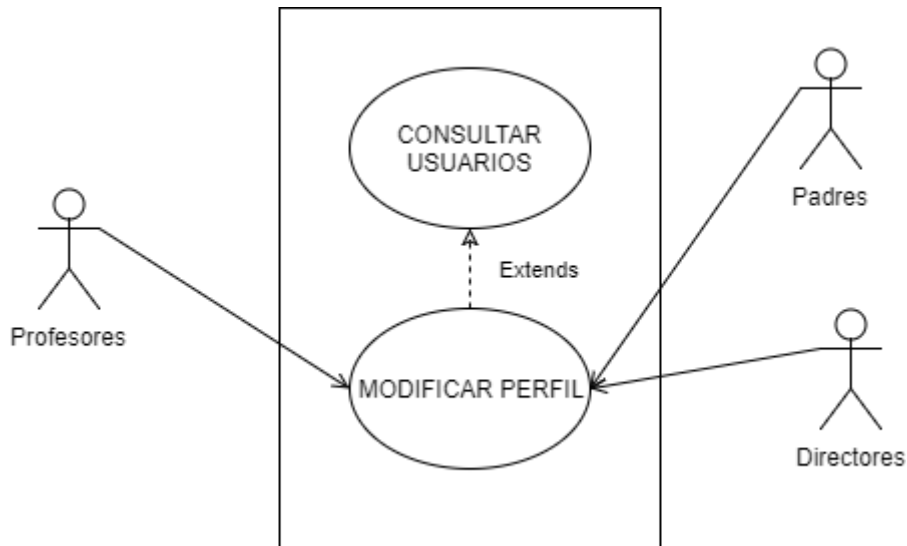 CONSULTAR
USUARIOS
Padres
Extends
Profesores
MODIFICAR PERFIL
Directores